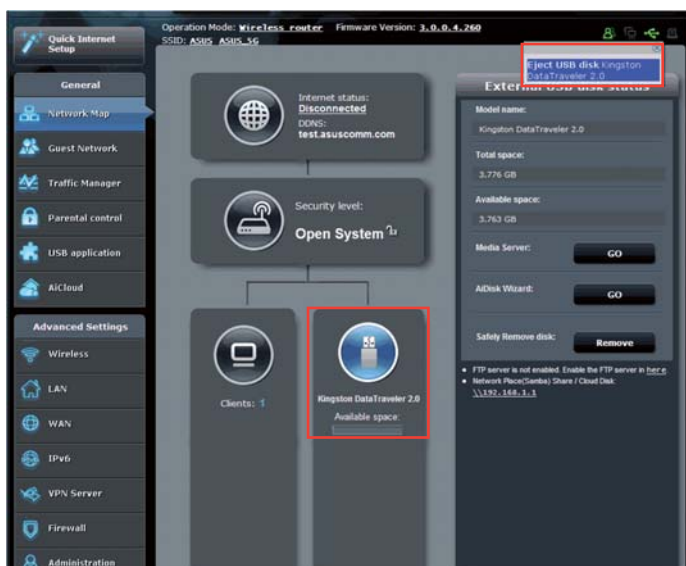 Quick Internet
Setup
Operation Mode: Wireless router Firmware Version: 3.0.0.4.260
SSID: ASUS ASUS_5G
General
Network Map
Guest Network
Traffic Manager
Parental control
USB application
AiCloud
Advanced Settings
Wireless
LAN
WAN
IPv6
VPN Server
Firewall
Administration
Internet status:
Disconnected
DDNS:
test.asuscomm.com
Security level:
Open System
Clients: 1
Kingston DataTraveler 2.0
Available space:
Eject USB disk Kingston
DataTraveler 2.0
External USB disk status
Model name:
Kingston DataTraveler 2.0
Total space:
3.776 GB
Available space:
3.763 GB
Media Server:
GO
AiDisk Wizard:
GO
Safely Remove disk:
Remove
FTP server is not enabled. Enable the FTP server in here.
Network Place(Samba) Share / Cloud Disk:
\\192.168.1.1